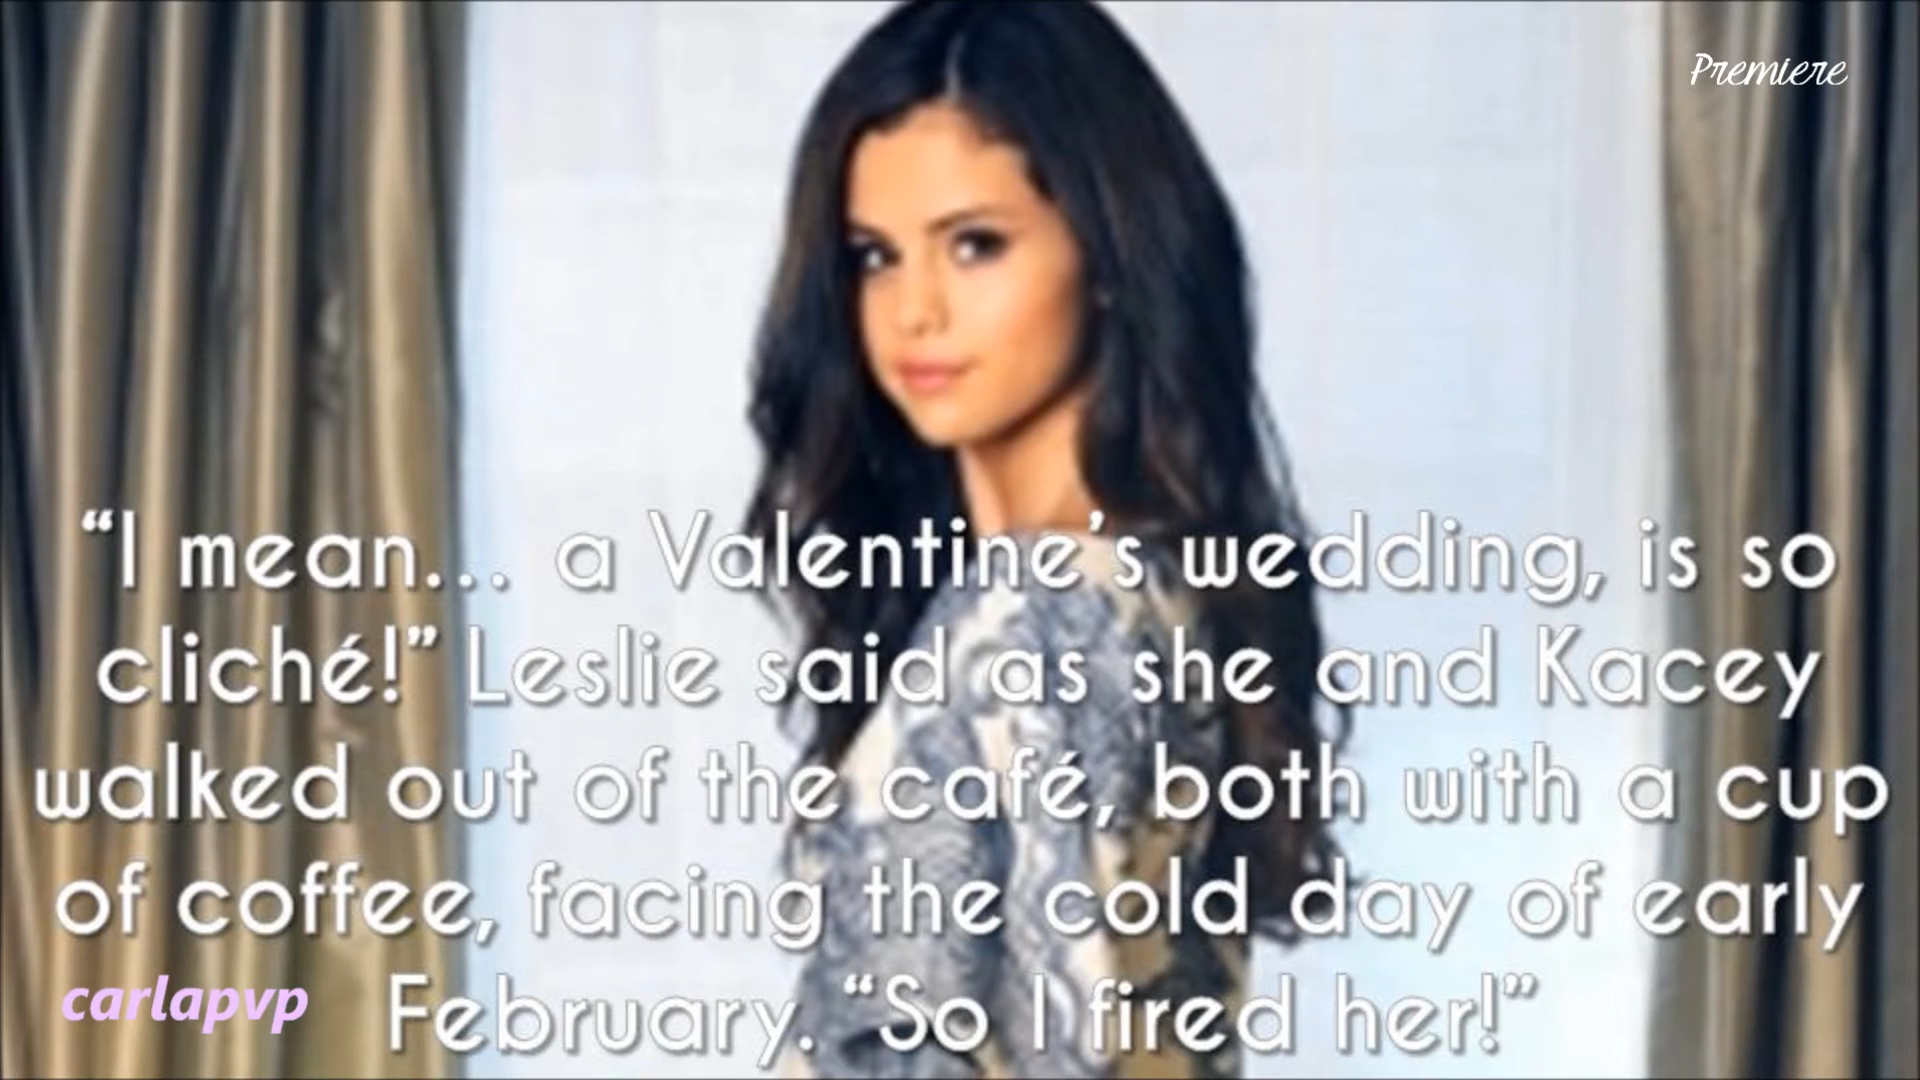 Premiere
“I mean... a Valentine’s wedding, is so
cliché!” Leslie said as she and Kacey
walked out of the café, both with a cup
of coffee, facing the cold day of early
February. “So I fired her!”
carlapvp